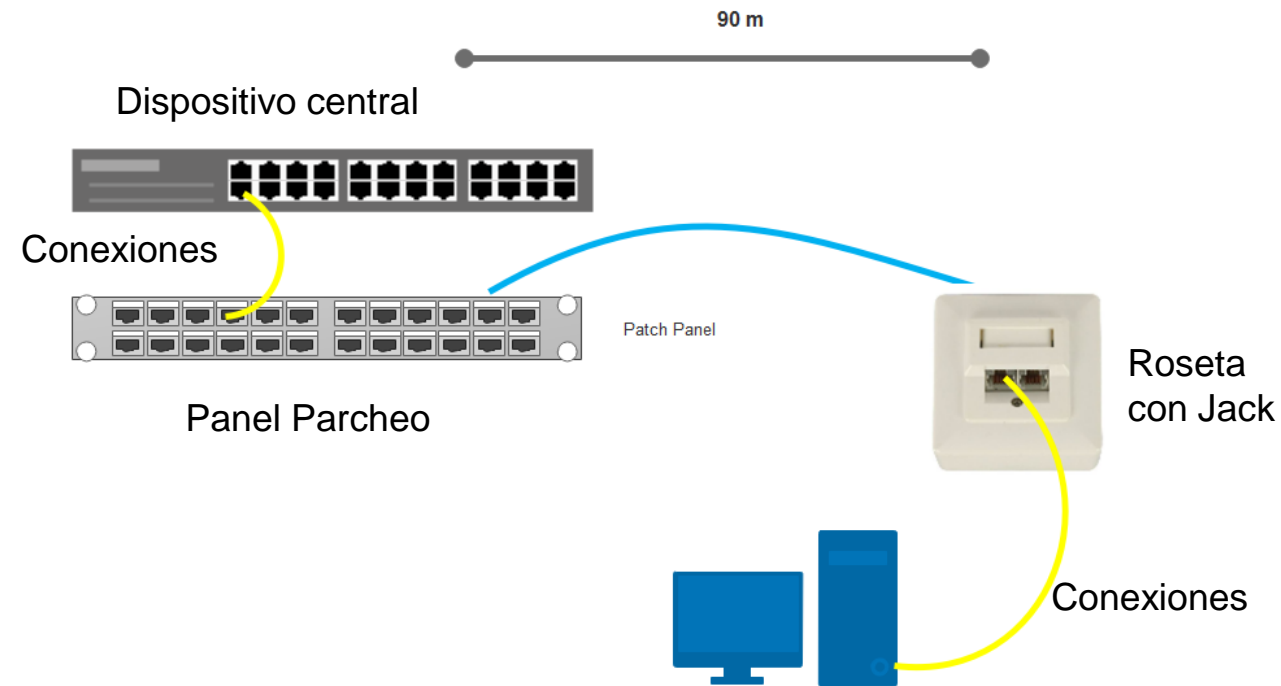 90 m
Dispositivo central
Conexiones
Patch Panel
Panel Parcheo
Roseta
con Jack
Conexiones